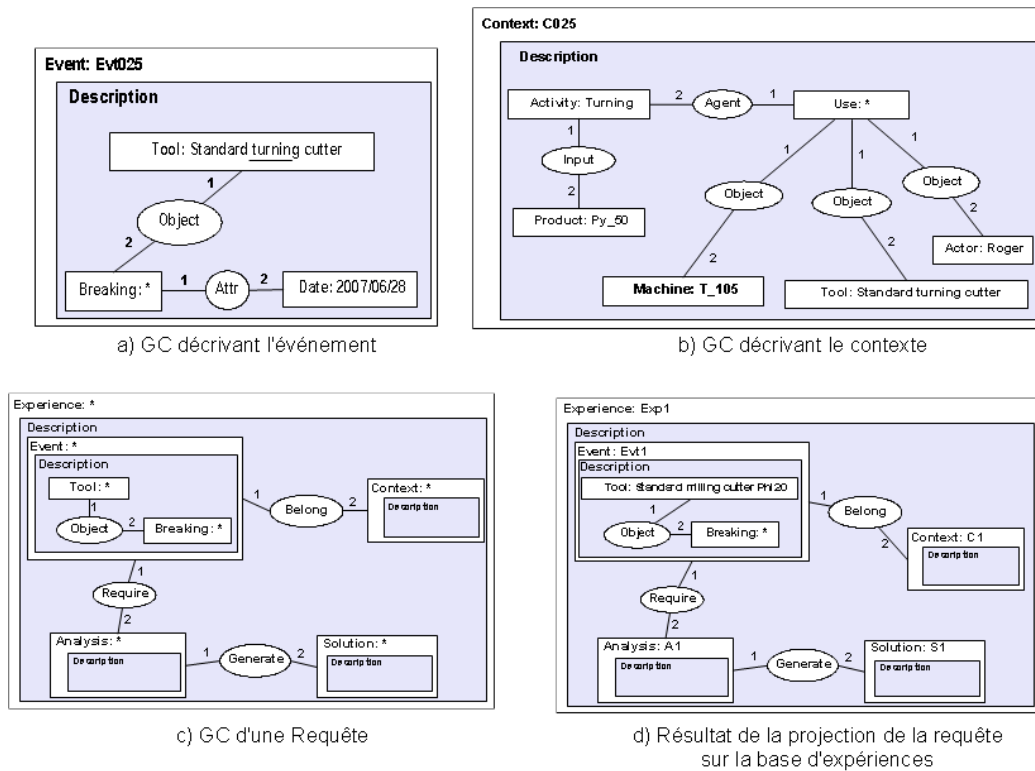 Event: Evt025
Description
Tool: Standard turning cutter
1
Object
2
Breaking: *
1
Attr
2
Date: 2007/06/28
a) GC décrivant l'événement
Context: C025
Description
Activity: Turning
2
Agent
1
Use: *
1
Input
2
Product: Py_50
1
Object
2
Machine: T_105
1
Object
2
Tool: Standard turning cutter
1
Object
2
Actor: Roger
b) GC décrivant le contexte
Experience: *
Description
Event: *
Description
Tool: *
1
Object
2
Breaking: *
1
Belong
2
Context: *
Description
1
Require
2
Analysis: *
Description
1
Generate
2
Solution: *
Description
c) GC d'une Requête
Experience: Exp1
Description
Event: Evt1
Description
Tool: Standard milling cutter Phi20
1
Object
2
Breaking: *
1
Belong
2
Context: C1
Description
1
Require
2
Analysis: A1
Description
1
Generate
2
Solution: S1
Description
d) Résultat de la projection de la requête
sur la base d'expériences